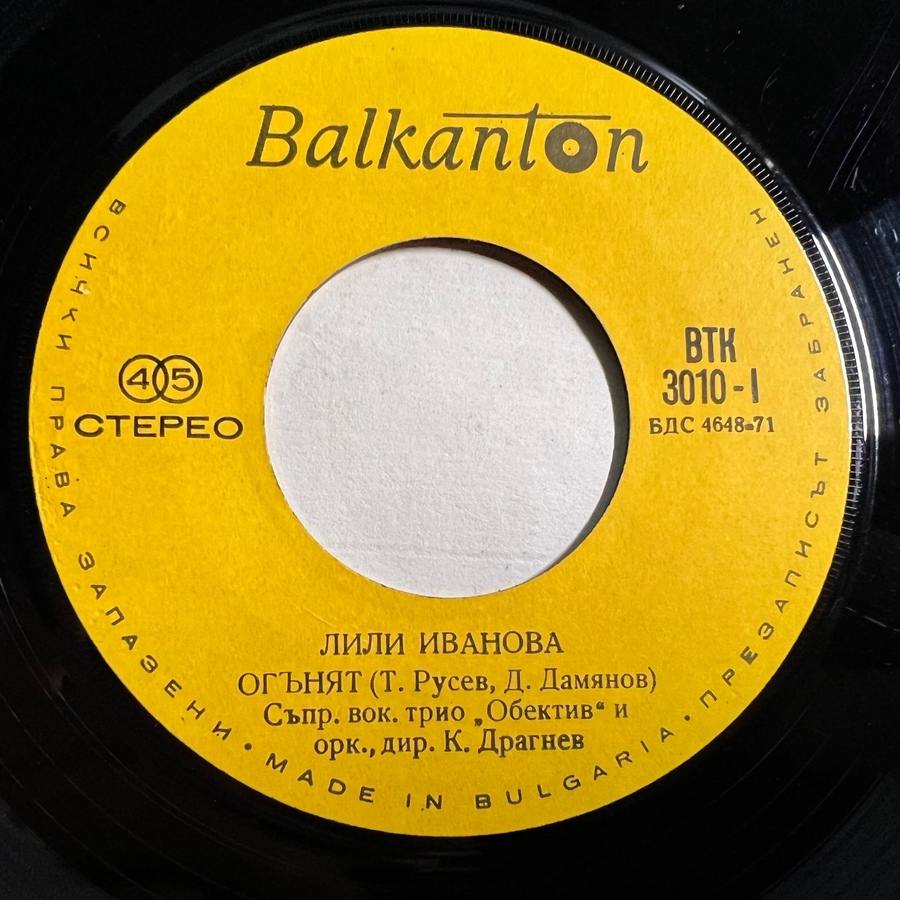 Balkanton
45
СТЕРЕО
ВТК
3010-I
БДС 4648-71
ЛИЛИ ИВАНОВА
ОГЪНЯТ (Т. Русев, Д. Дамянов)
Съпр. вок. трио „Обектив“ и
орк., дир. К. Драгнев
ВСИЧКИ ПРАВА ЗАПАЗЕНИ • MADE IN BULGARIA • ПРЕЗАПИСЪТ ЗАБРАНЕН